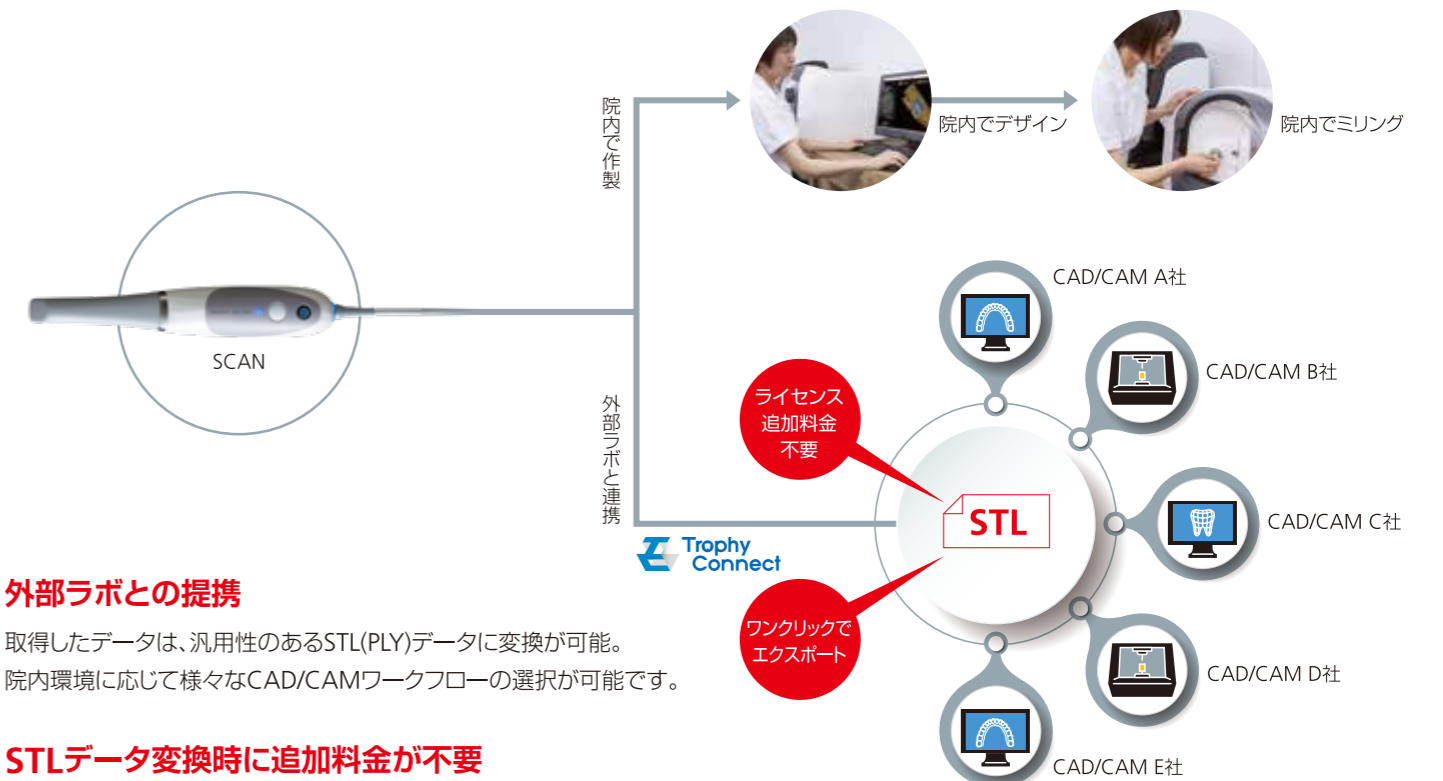 院内で作製
院内でデザイン
院内でミリング
SCAN
外部ラボと連携
Trophy
Connect
ライセンス
追加料金
不要
STL
ワンクリックで
エクスポート
CAD/CAM A社
CAD/CAM B社
CAD/CAM C社
CAD/CAM D社
CAD/CAM E社
外部ラボとの提携
取得したデータは、汎用性のあるSTL(PLY)データに変換が可能。
院内環境に応じて様々なCAD/CAMワークフローの選択が可能です。
STLデータ変換時に追加料金が不要